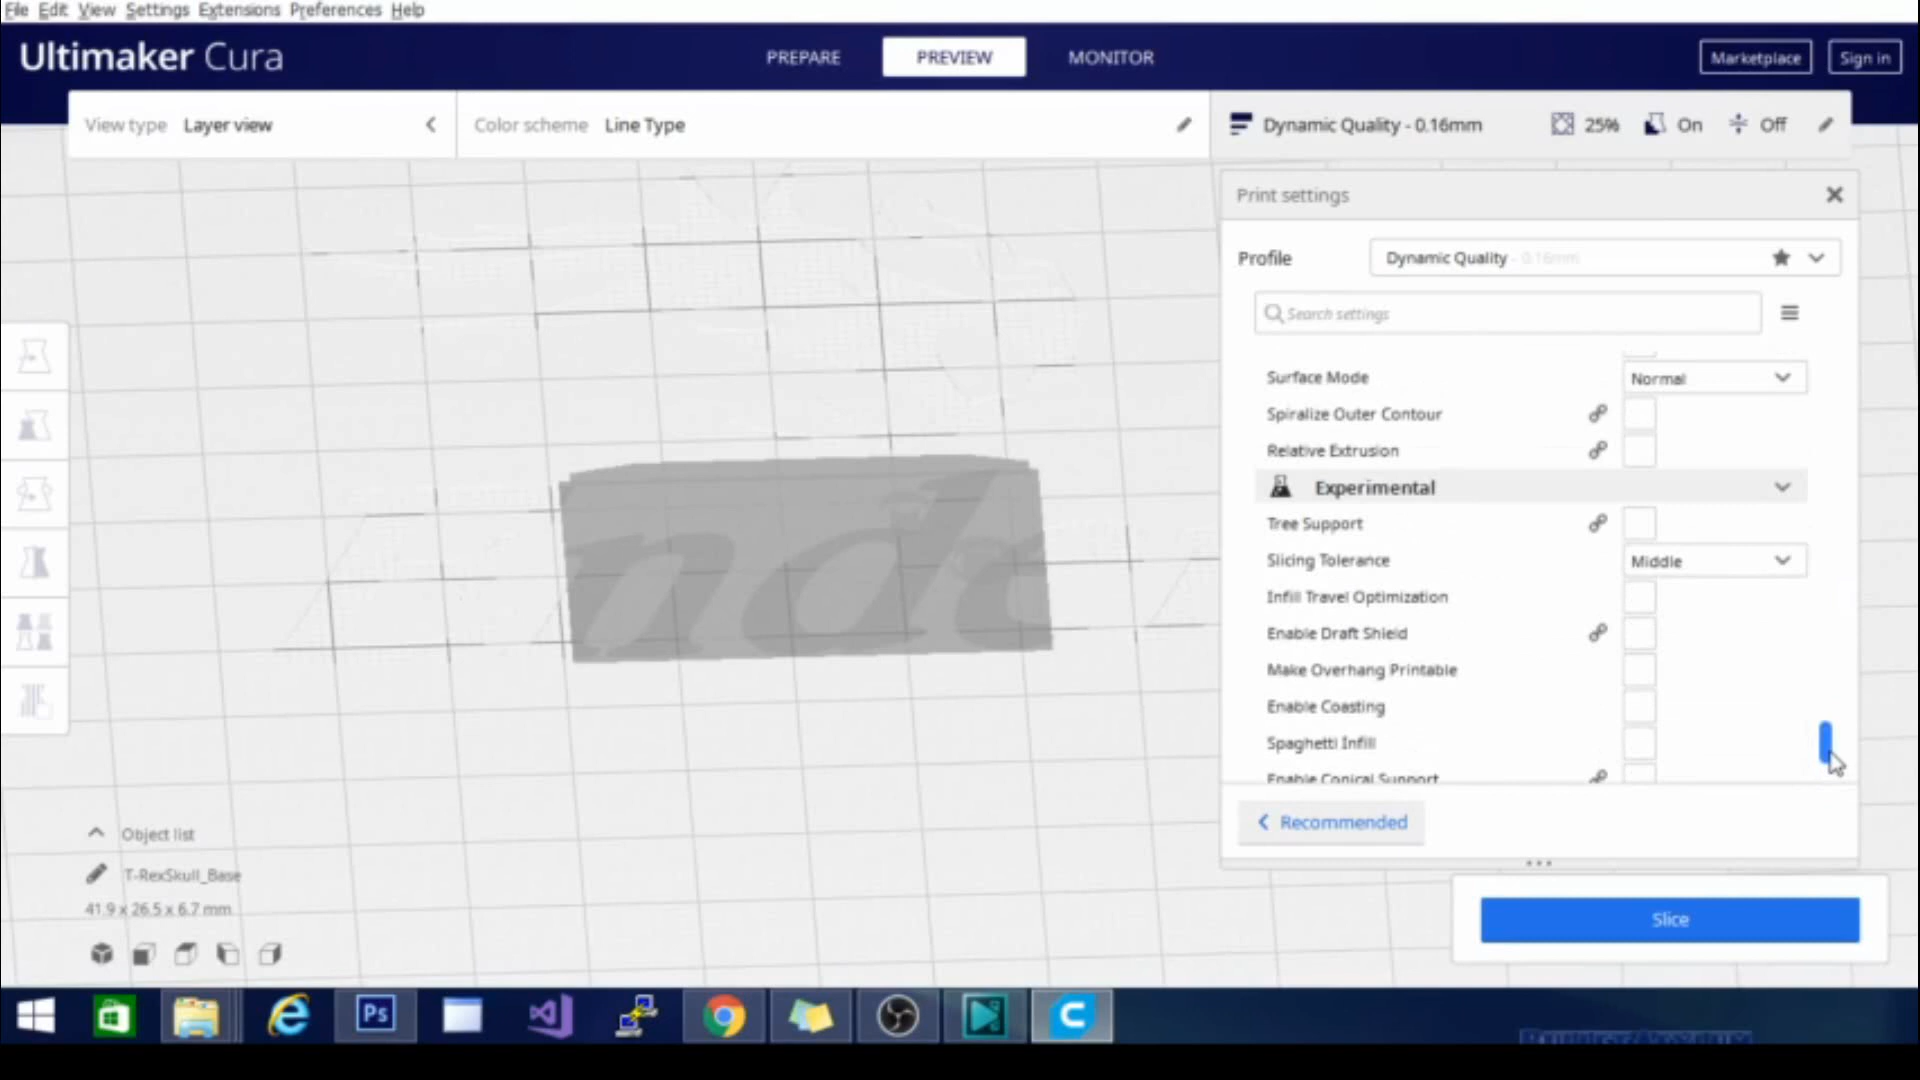 File Edit View Settings Extensions Preferences Help
Ultimaker Cura
PREPARE PREVIEW MONITOR
Marketplace Sign in
View type Layer view
Color scheme Line Type
Dynamic Quality - 0.16mm 25% On Off
Print settings
Profile Dynamic Quality - 0.16mm
Search settings
Surface Mode Normal
Spiralize Outer Contour
Relative Extrusion
Experimental
Tree Support
Slicing Tolerance Middle
Infill Travel Optimization
Enable Draft Shield
Make Overhang Printable
Enable Coasting
Spaghetti Infill
Enable Conical Support
Recommended
Object list
T-RexSkull_Base
41.9 x 26.5 x 6.7 mm
Slice
Ps